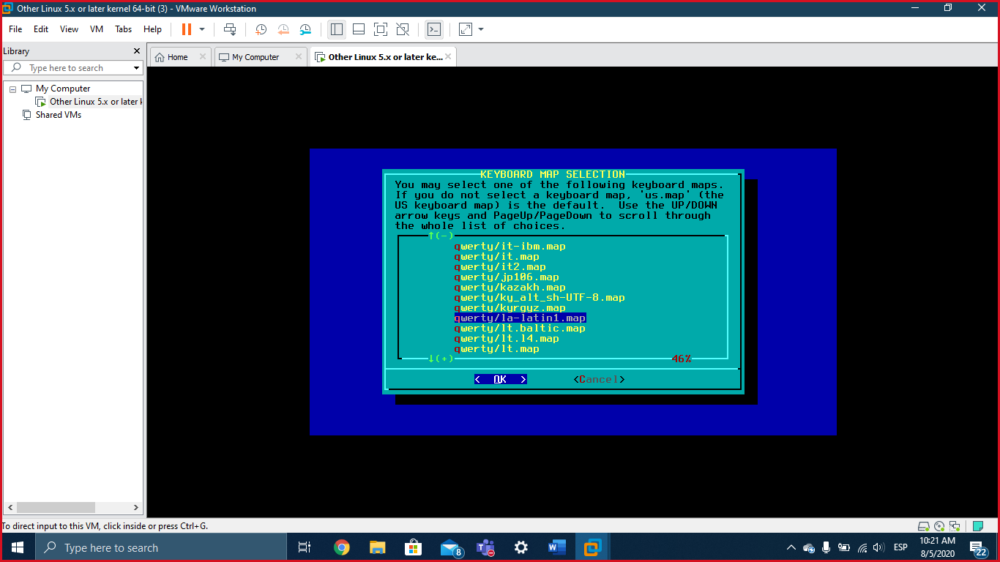 Other Linux 5.x or later kernel 64-bit (3) - VMware Workstation
File Edit View VM Tabs Help
Library
Type here to search
My Computer
Other Linux 5.x or later k
Shared VMs
Home
My Computer
Other Linux 5.x or later ke...
KEYBOARD MAP SELECTION
You may select one of the following keyboard maps.
If you do not select a keyboard map, 'us.map' (the
US keyboard map) is the default.  Use the UP/DOWN
arrow keys and PageUp/PageDown to scroll through
the whole list of choices.
↑(-)
qwerty/it-ibm.map
qwerty/it.map
qwerty/it2.map
qwerty/jp106.map
qwerty/kazakh.map
qwerty/ky_alt_sh-UTF-8.map
qwerty/kyrgyz.map
qwerty/la-latin1.map
qwerty/lt.baltic.map
qwerty/lt.l4.map
qwerty/lt.map
↓(+) 46%
< OK > <Cancel>
To direct input to this VM, click inside or press Ctrl+G.
Type here to search
8
ESP
10:21 AM
8/5/2020
22